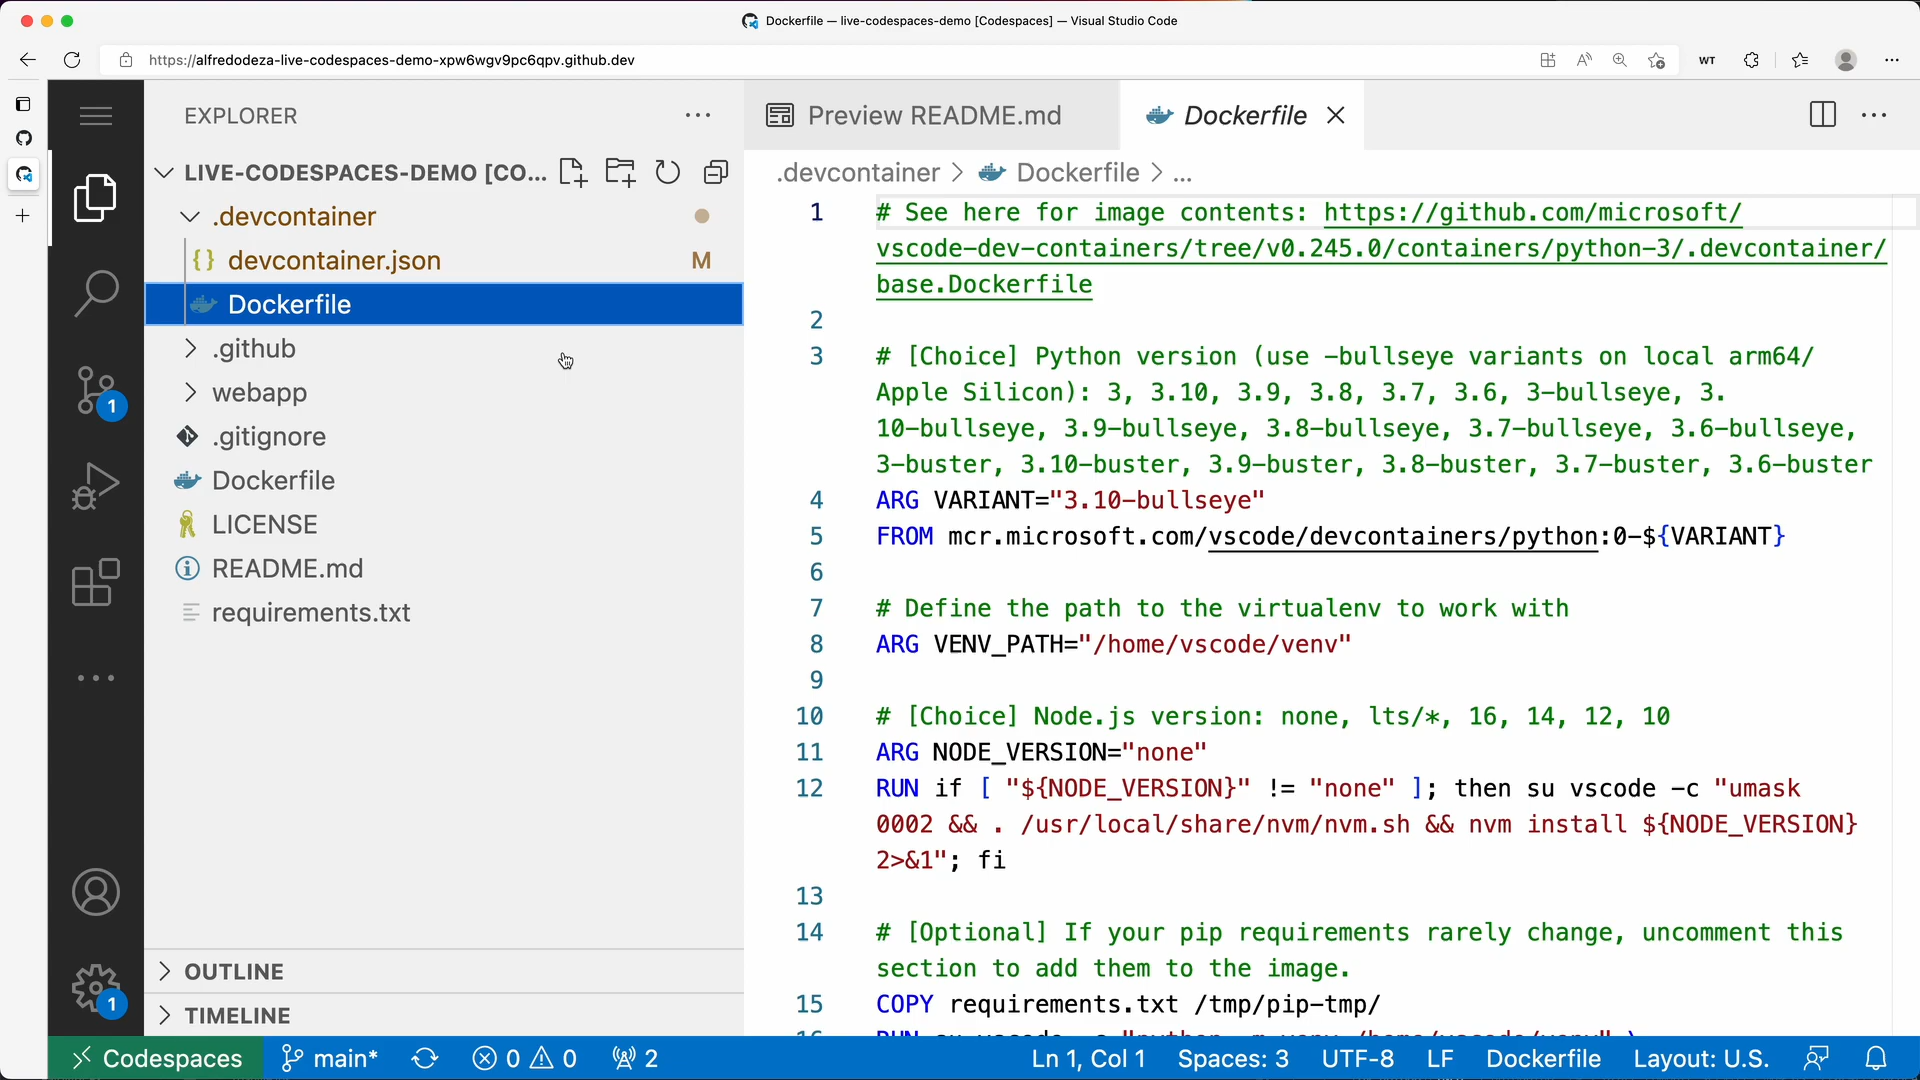 Dockerfile — live-codespaces-demo [Codespaces] — Visual Studio Code
https://alfredodeza-live-codespaces-demo-xpw6wgv9pc6qpv.github.dev
WT
EXPLORER
LIVE-CODESPACES-DEMO [CO...
.devcontainer
{} devcontainer.json M
Dockerfile
.github
webapp
.gitignore
Dockerfile
LICENSE
README.md
requirements.txt
OUTLINE
TIMELINE
1
1
Preview README.md
Dockerfile
.devcontainer > Dockerfile > ...
1 # See here for image contents: https://github.com/microsoft/
vscode-dev-containers/tree/v0.245.0/containers/python-3/.devcontainer/
base.Dockerfile
2
3 # [Choice] Python version (use -bullseye variants on local arm64/
Apple Silicon): 3, 3.10, 3.9, 3.8, 3.7, 3.6, 3-bullseye, 3.
10-bullseye, 3.9-bullseye, 3.8-bullseye, 3.7-bullseye, 3.6-bullseye,
3-buster, 3.10-buster, 3.9-buster, 3.8-buster, 3.7-buster, 3.6-buster
4 ARG VARIANT="3.10-bullseye"
5 FROM mcr.microsoft.com/vscode/devcontainers/python:0-${VARIANT}
6
7 # Define the path to the virtualenv to work with
8 ARG VENV_PATH="/home/vscode/venv"
9
10 # [Choice] Node.js version: none, lts/*, 16, 14, 12, 10
11 ARG NODE_VERSION="none"
12 RUN if [ "${NODE_VERSION}" != "none" ]; then su vscode -c "umask
0002 && . /usr/local/share/nvm/nvm.sh && nvm install ${NODE_VERSION}
2>&1"; fi
13
14 # [Optional] If your pip requirements rarely change, uncomment this
section to add them to the image.
15 COPY requirements.txt /tmp/pip-tmp/
Codespaces main* 0 0 2 Ln 1, Col 1 Spaces: 3 UTF-8 LF Dockerfile Layout: U.S.